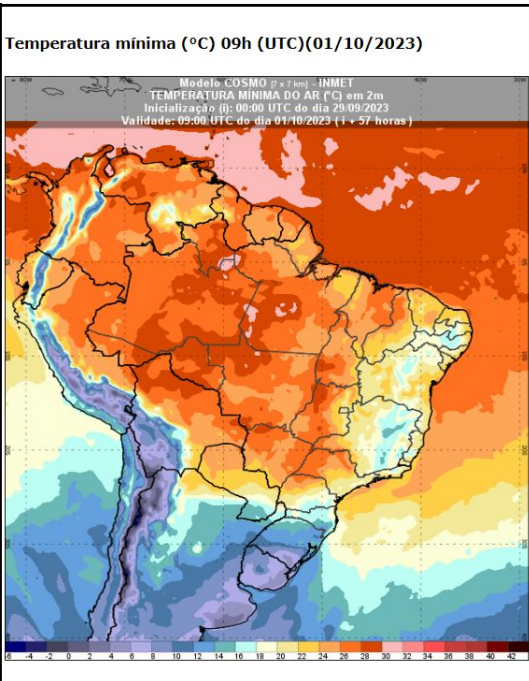 Temperatura mínima (°C) 09h (UTC)(01/10/2023)
Modelo COSMO [7 x 7 km] - INMET
TEMPERATURA MÍNIMA DO AR (°C) em 2m
Inicialização (i): 00:00 UTC do dia 29/09/2023
Validade: 09:00 UTC do dia 01/10/2023 ( i + 57 horas )
-6 -4 -2 0 2 4 6 8 10 12 14 16 18 20 22 24 26 28 30 32 34 36 38 40 42